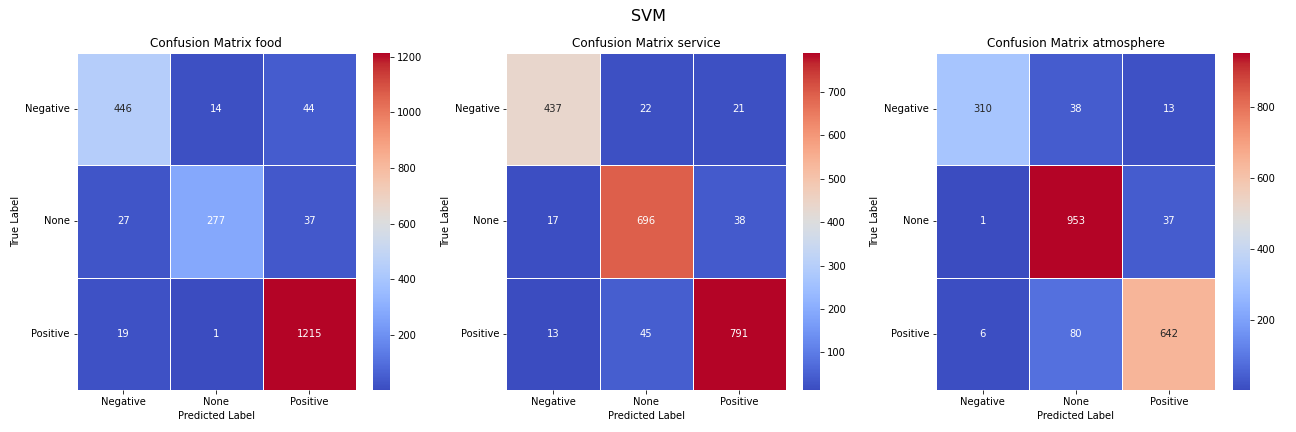 SVM
Confusion Matrix food
Negative
None
Positive
True Label
446 14 44
27 277 37
19 1 1215
Negative None Positive
Predicted Label
1200
1000
800
600
400
200
Confusion Matrix service
Negative
None
Positive
True Label
437 22 21
17 696 38
13 45 791
Negative None Positive
Predicted Label
700
600
500
400
300
200
100
Confusion Matrix atmosphere
Negative
None
Positive
True Label
310 38 13
1 953 37
6 80 642
Negative None Positive
Predicted Label
800
600
400
200